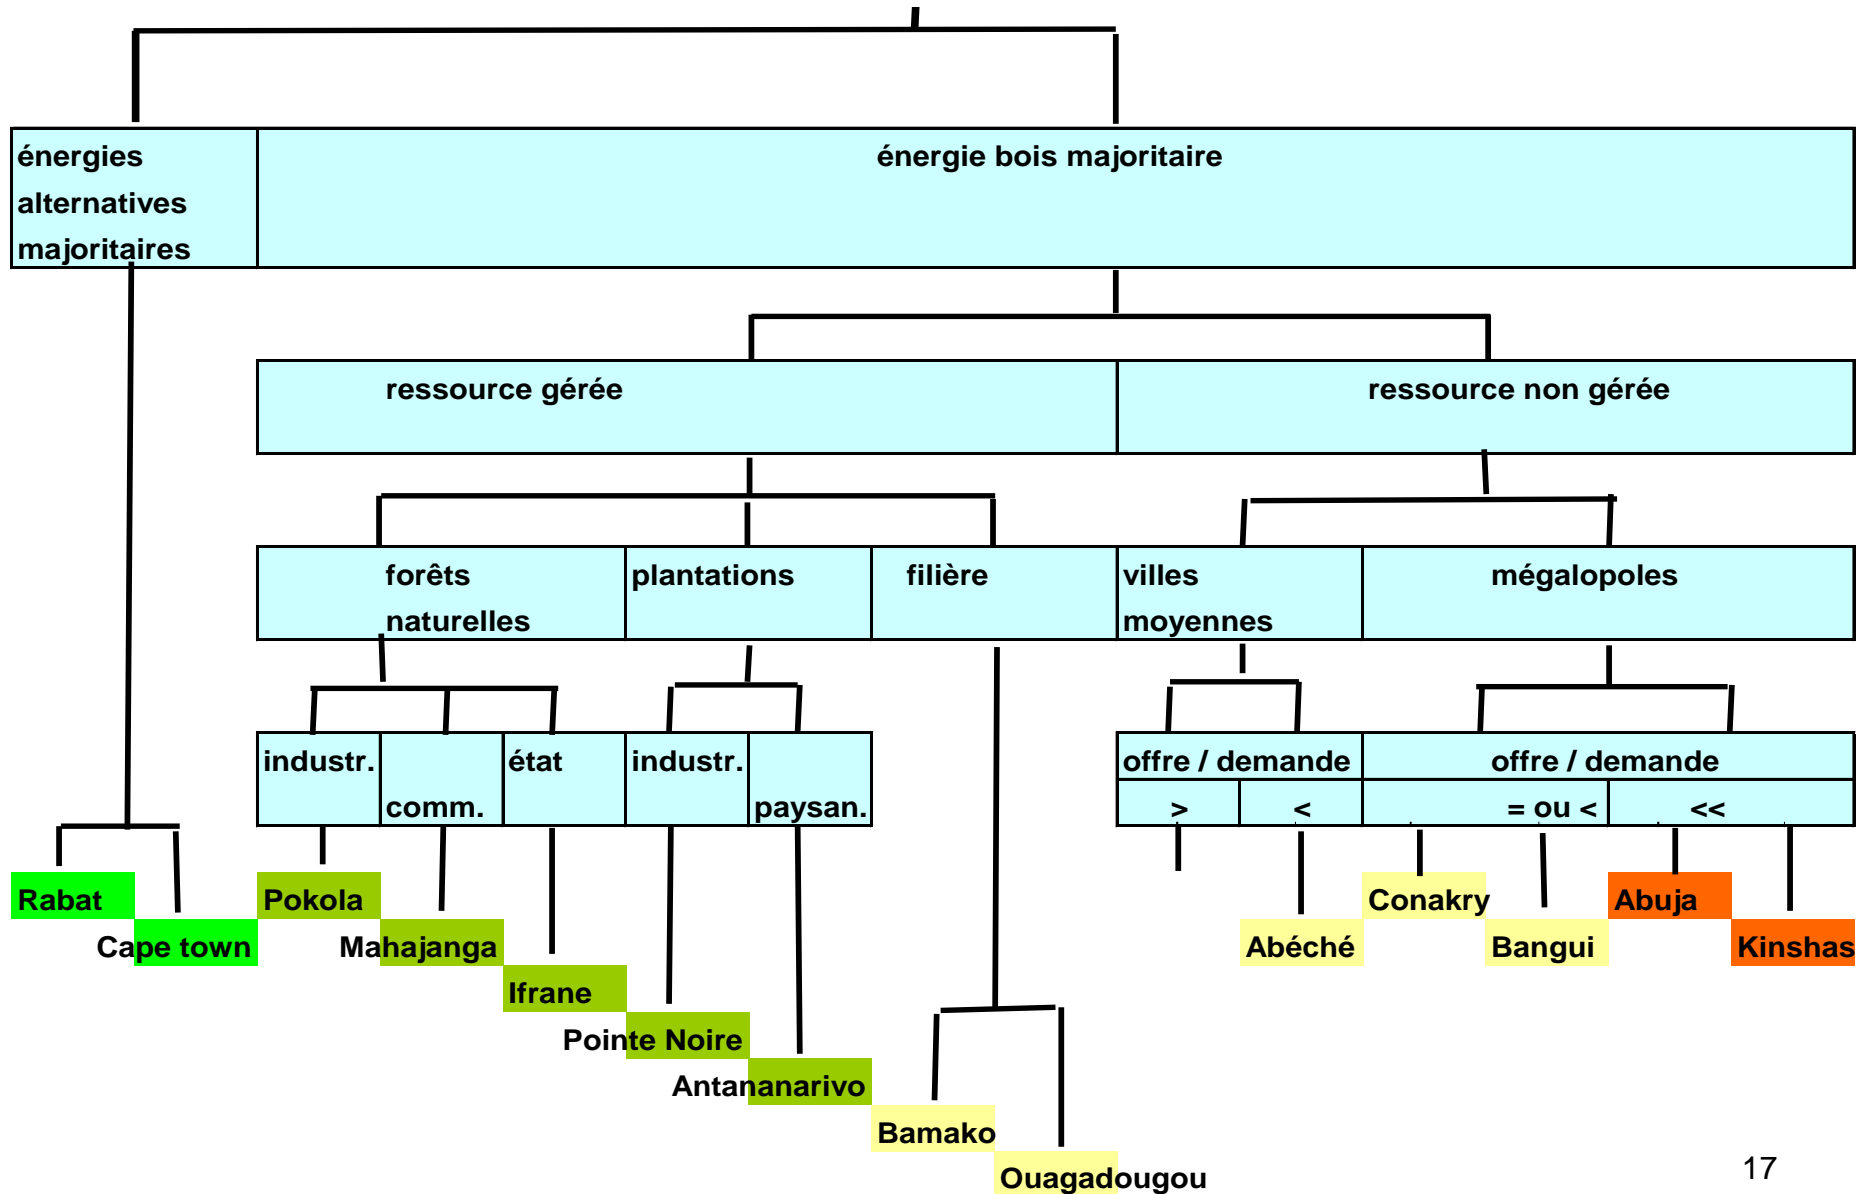 énergies
alternatives
majoritaires
énergie bois majoritaire
ressource gérée
ressource non gérée
forêts
naturelles
plantations
filière
villes
moyennes
mégalopoles
industr.
comm.
état
industr.
paysan.
offre / demande
offre / demande
>
<
= ou <
<<
Rabat
Cape town
Pokola
Mahajanga
Ifrane
Pointe Noire
Antananarivo
Bamako
Ouagadougou
Abéché
Conakry
Bangui
Abuja
Kinshas
17